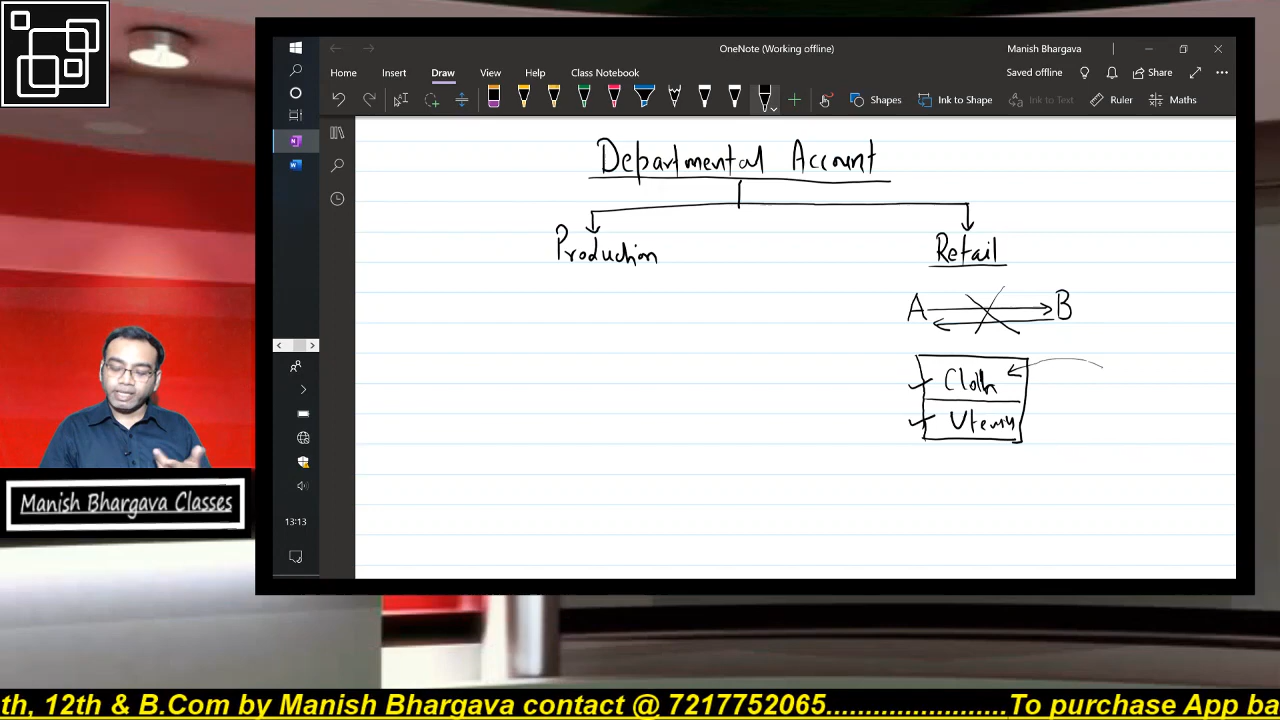 OneNote (Working offline)
Manish Bhargava
Home Insert Draw View Help Class Notebook
Saved offline
Share
Shapes
Ink to Shape
Ink to Text
Ruler
Maths
Departmental Account
Production
Retail
A B
Cloth
13:13
Manish Bhargava Classes
th, 12th & B.Com by Manish Bhargava contact @ 7217752065.......................To purchase App ba